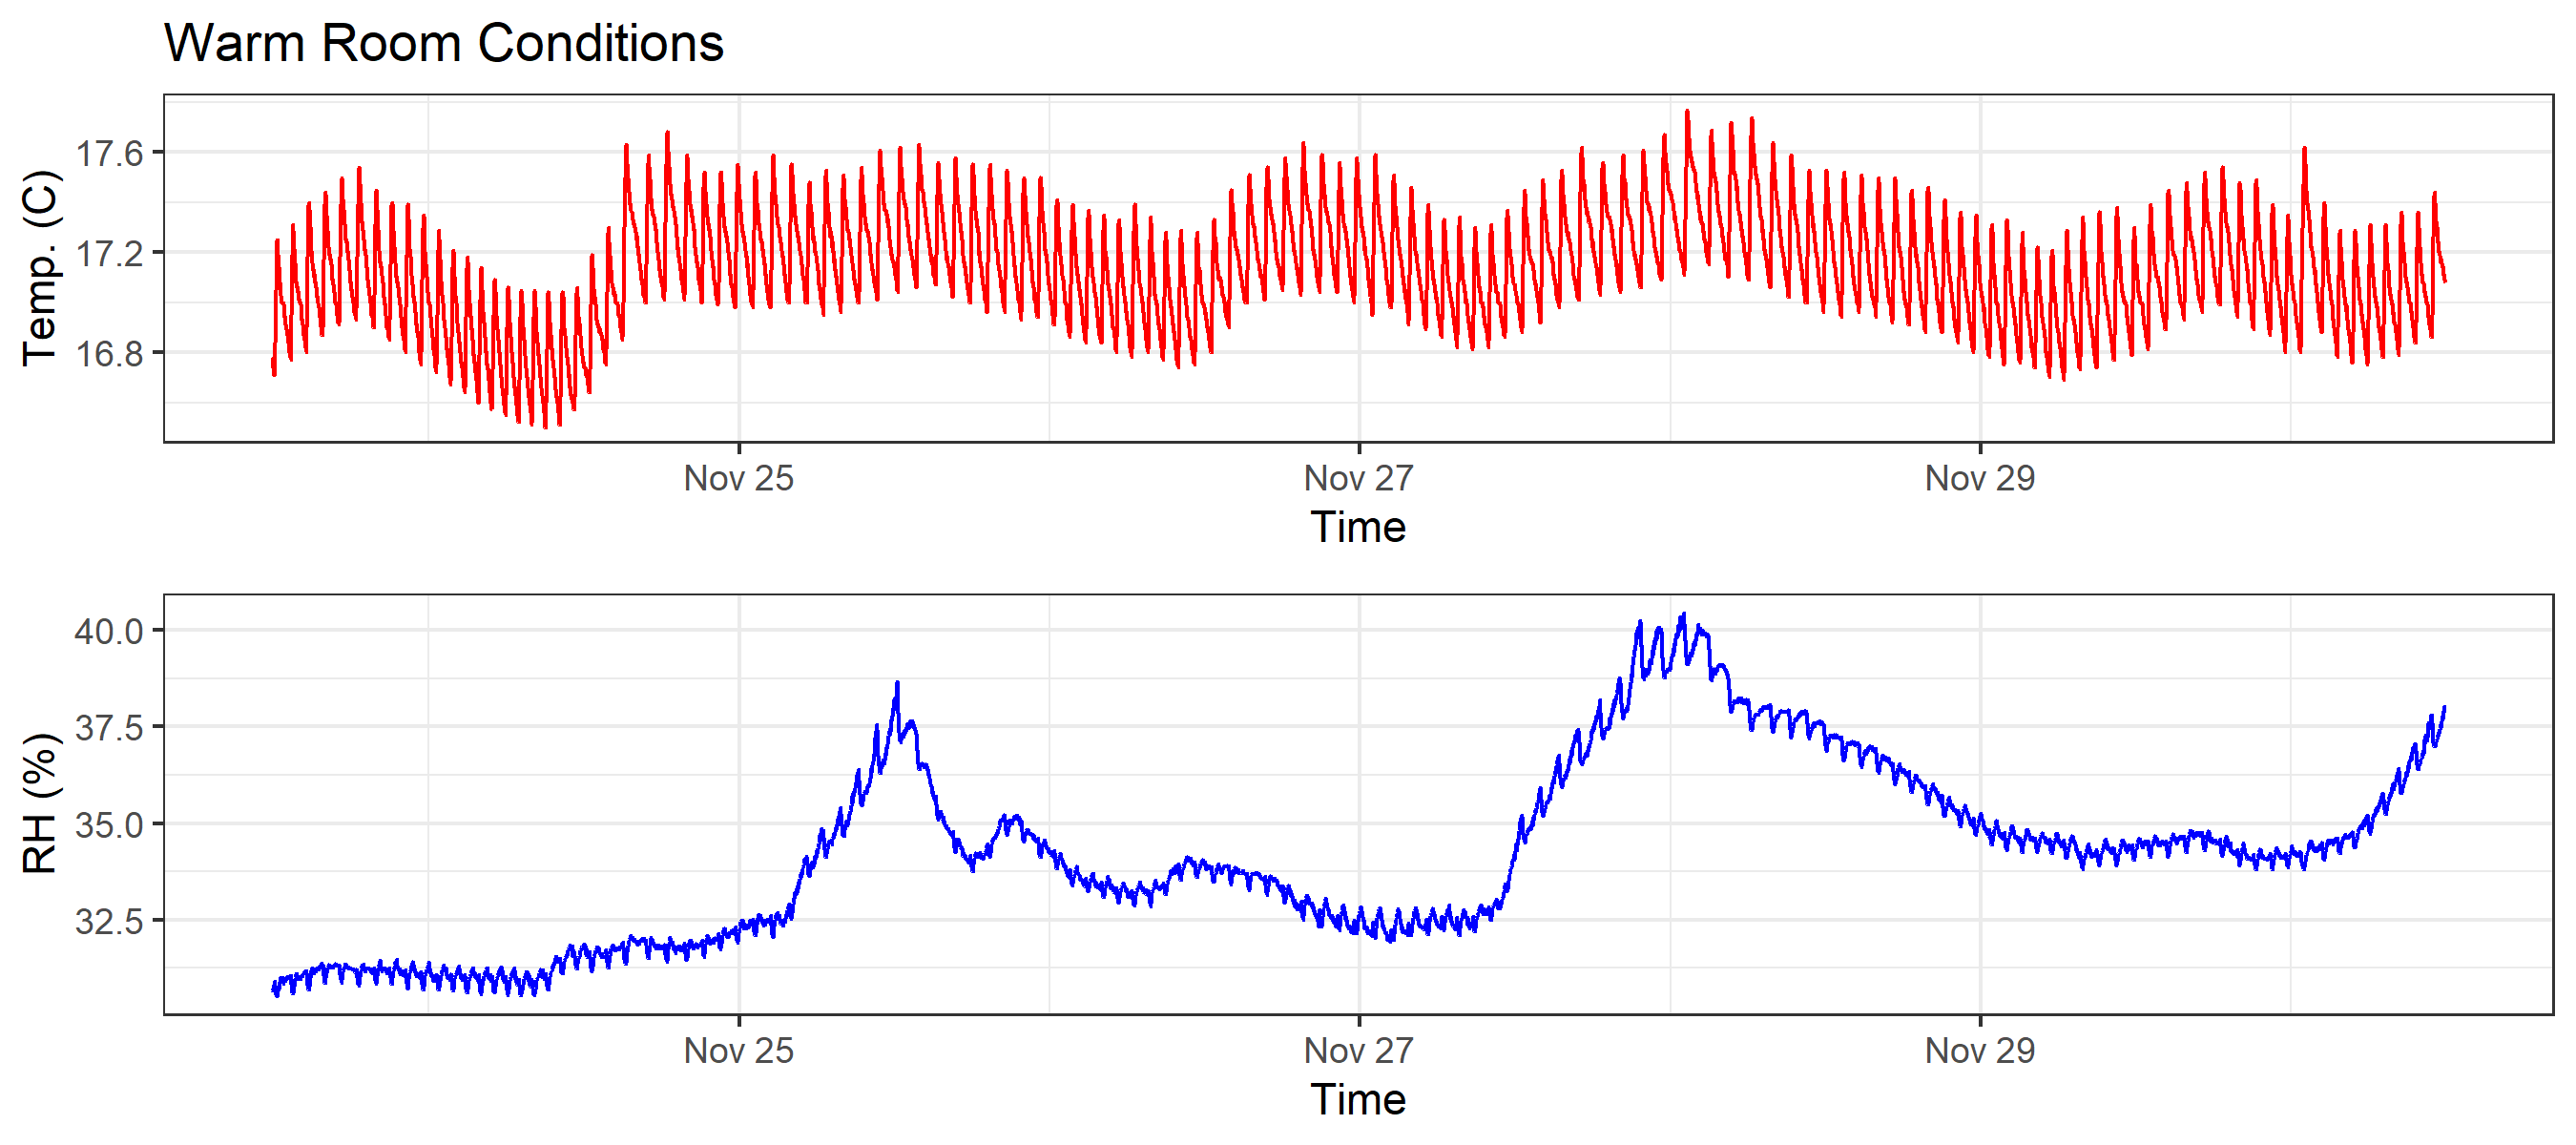 Warm Room Conditions
Temp. (C)
17.6
17.2
16.8
Nov 25 Nov 27 Nov 29
Time
RH (%)
40.0
37.5
35.0
32.5
Nov 25 Nov 27 Nov 29
Time